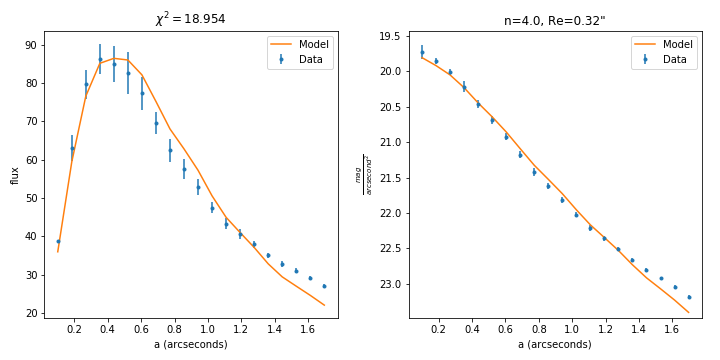 χ² = 18.954
90
80
70
60
50
40
30
20
flux
0.2 0.4 0.6 0.8 1.0 1.2 1.4 1.6
a (arcseconds)
Model
Data
n=4.0, Re=0.32"
19.5
20.0
20.5
21.0
21.5
22.0
22.5
23.0
mag
arcsecond²
0.2 0.4 0.6 0.8 1.0 1.2 1.4 1.6
a (arcseconds)
Model
Data